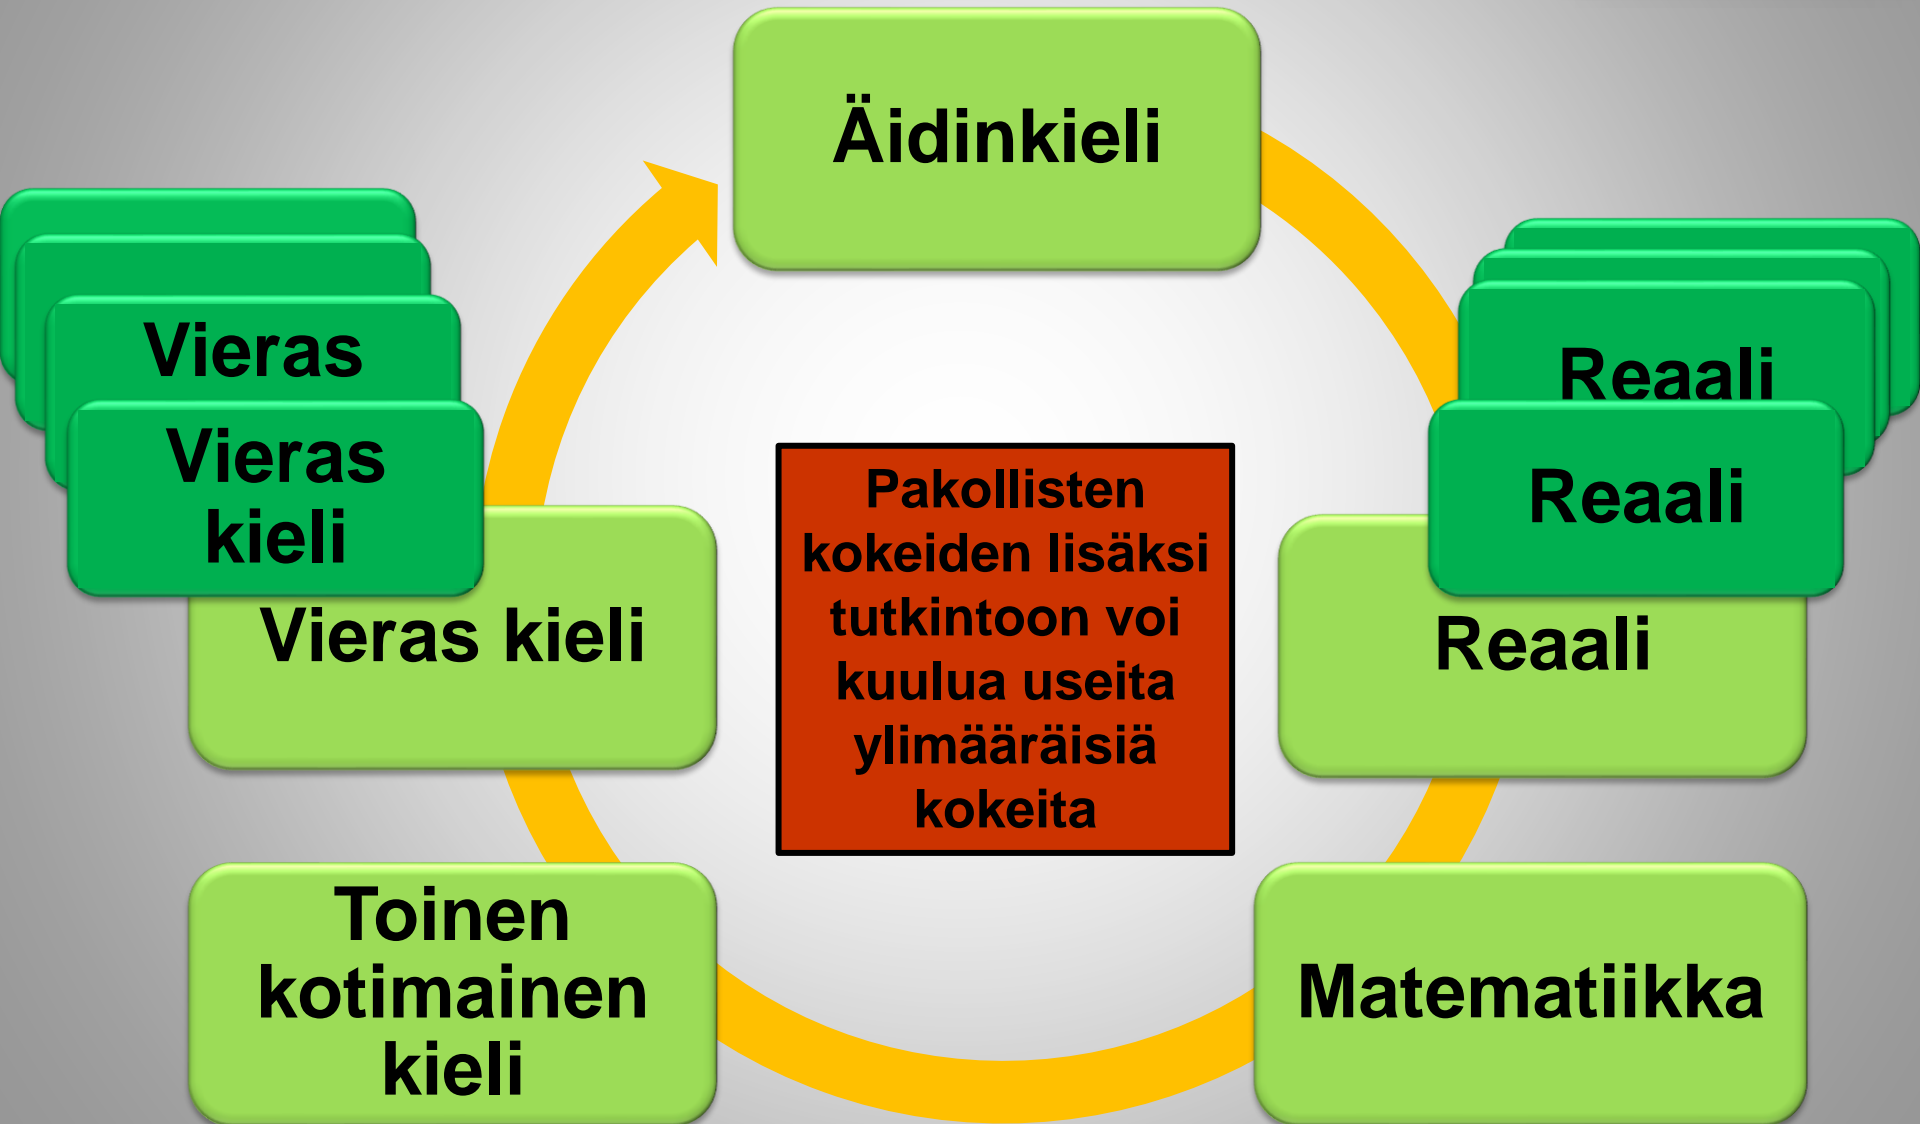 Äidinkieli
Vieras
Vieras
kieli
Vieras kieli
Reaali
Reaali
Reaali
Pakollisten
kokeiden lisäksi
tutkintoon voi
kuulua useita
ylimääräisiä
kokeita
Toinen
kotimainen
kieli
Matematiikka